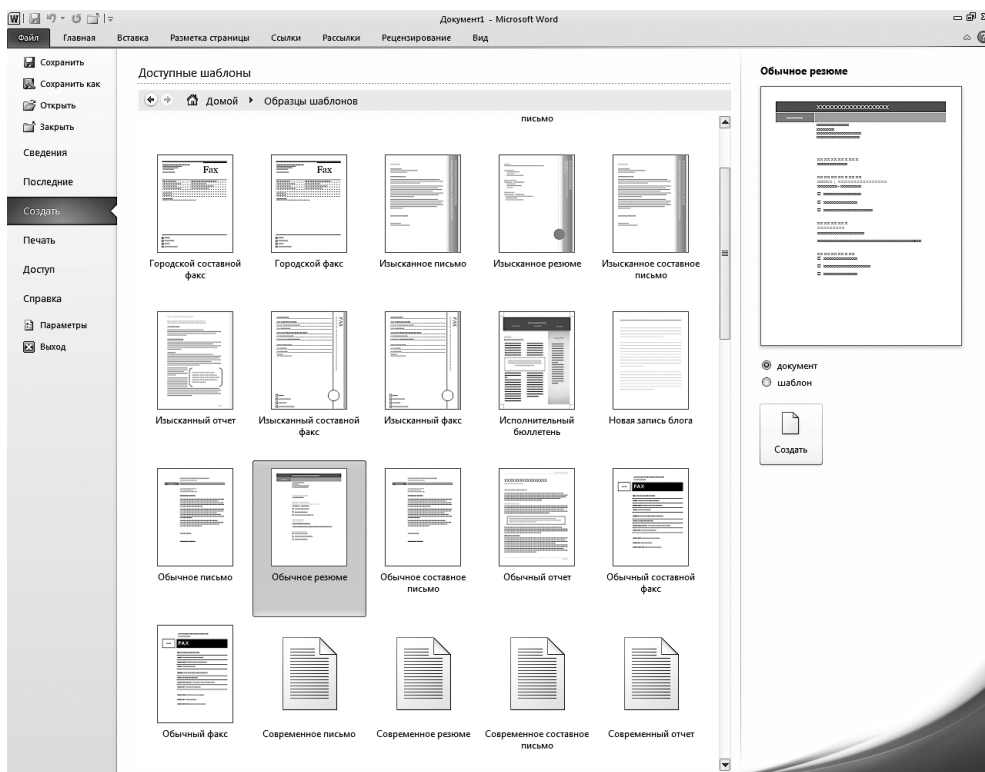 Документ1 - Microsoft Word
Файл Главная Вставка Разметка страницы Ссылки Рассылки Рецензирование Вид
Сохранить
Сохранить как
Открыть
Закрыть
Сведения
Последние
Создать
Печать
Доступ
Справка
Параметры
Выход
Доступные шаблоны
Домой
Образцы шаблонов
письмо
Fax
Fax
Городской составной
факс
Городской факс
Изысканное письмо
Изысканное резюме
Изысканное составное
письмо
FAX
FAX
Изысканный отчет
Изысканный составной
факс
Изысканный факс
Исполнительный
бюллетень
Новая запись блога
FAX
Обычное письмо
Обычное резюме
Обычное составное
письмо
Обычный отчет
Обычный составной
факс
FAX
Обычный факс
Современное письмо
Современное резюме
Современное составное
письмо
Современный отчет
Обычное резюме
документ
шаблон
Создать